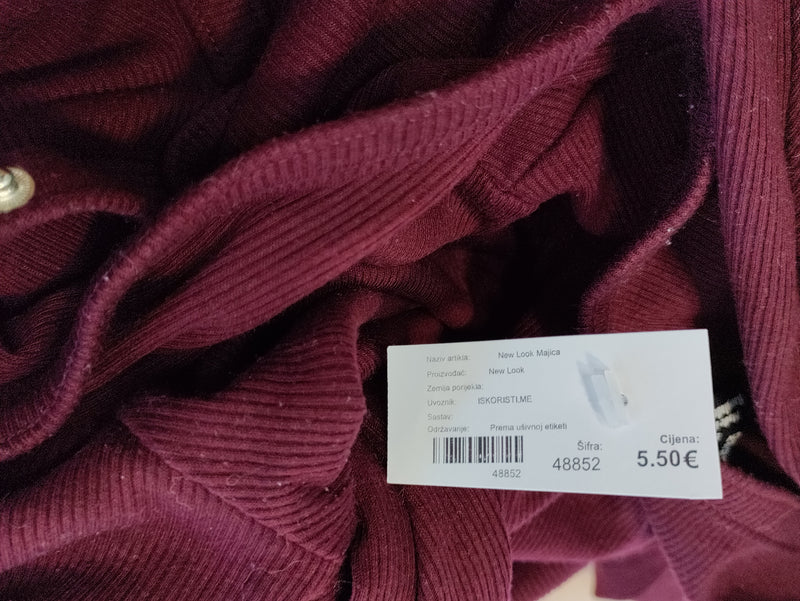 Naziv artikla: New Look Majica
Proizvođač: New Look
Zemlja porijekla:
Uvoznik: ISKORISTI,ME
Sastav:
Održavanje: Prema ušivnoj etiketi
48852
Šifra:
48852
Cijena:
5.50€